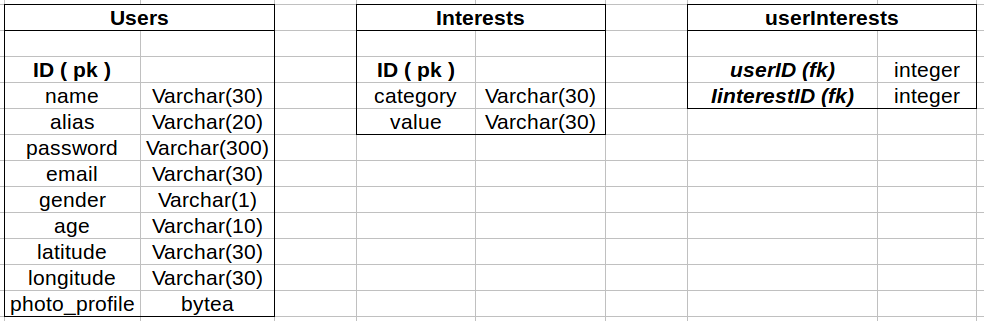 Users
ID ( pk )
name Varchar(30)
alias Varchar(20)
password Varchar(300)
email Varchar(30)
gender Varchar(1)
age Varchar(10)
latitude Varchar(30)
longitude Varchar(30)
photo_profile bytea
Interests
ID ( pk )
category Varchar(30)
value Varchar(30)
userInterests
userID (fk) integer
IinterestID (fk) integer